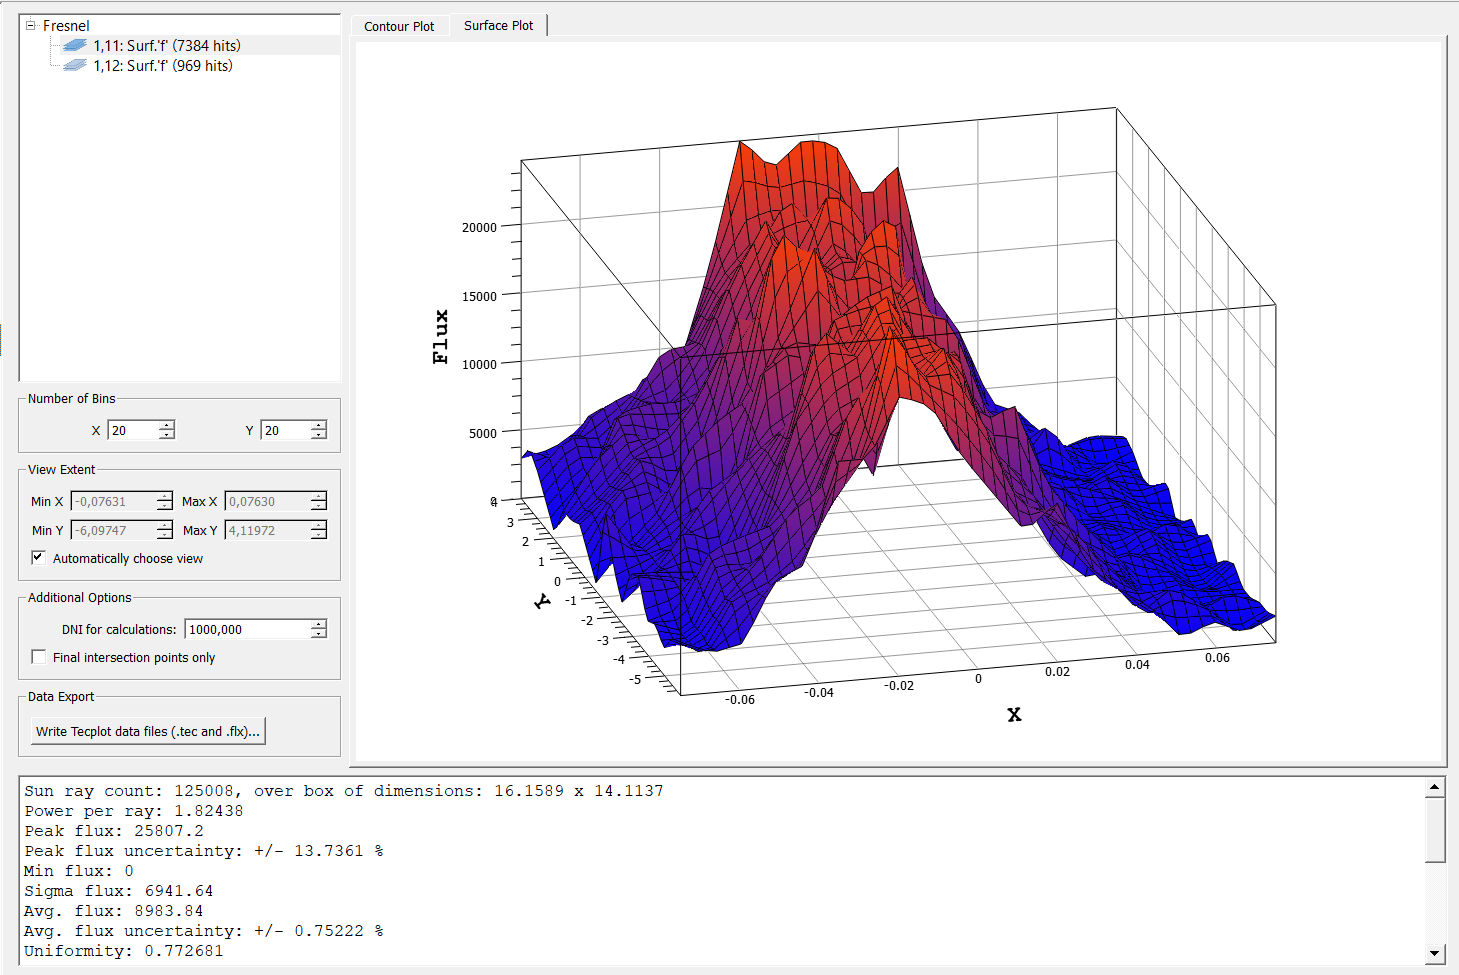 Fresnel
1,11: Surf.'f' (7384 hits)
1,12: Surf.'f' (969 hits)
Number of Bins
X 20 Y 20
View Extent
Min X -0,07631 Max X 0,07630
Min Y -6,09747 Max Y 4,11972
Automatically choose view
Additional Options
DNI for calculations: 1000,000
Final intersection points only
Data Export
Write Tecplot data files (.tec and .flx)...
Contour Plot Surface Plot
Flux
20000
15000
10000
5000
0
4
3
2
1
0
-1
-2
-3
-4
-5
Y
-0.06 -0.04 -0.02 0 0.02 0.04 0.06
X
Sun ray count: 125008, over box of dimensions: 16.1589 x 14.1137
Power per ray: 1.82438
Peak flux: 25807.2
Peak flux uncertainty: +/- 13.7361 %
Min flux: 0
Sigma flux: 6941.64
Avg. flux: 8983.84
Avg. flux uncertainty: +/- 0.75222 %
Uniformity: 0.772681